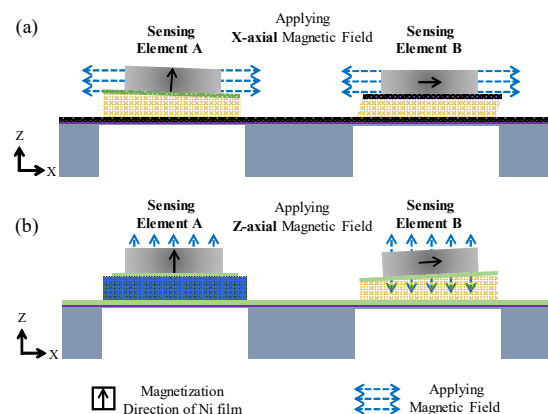 (a)
Sensing
Element A
Applying
X-axial Magnetic Field
Sensing
Element B
Z
X
(b)
Sensing
Element A
Applying
Z-axial Magnetic Field
Sensing
Element B
Z
X
Magnetization
Direction of Ni film
Applying
Magnetic Field